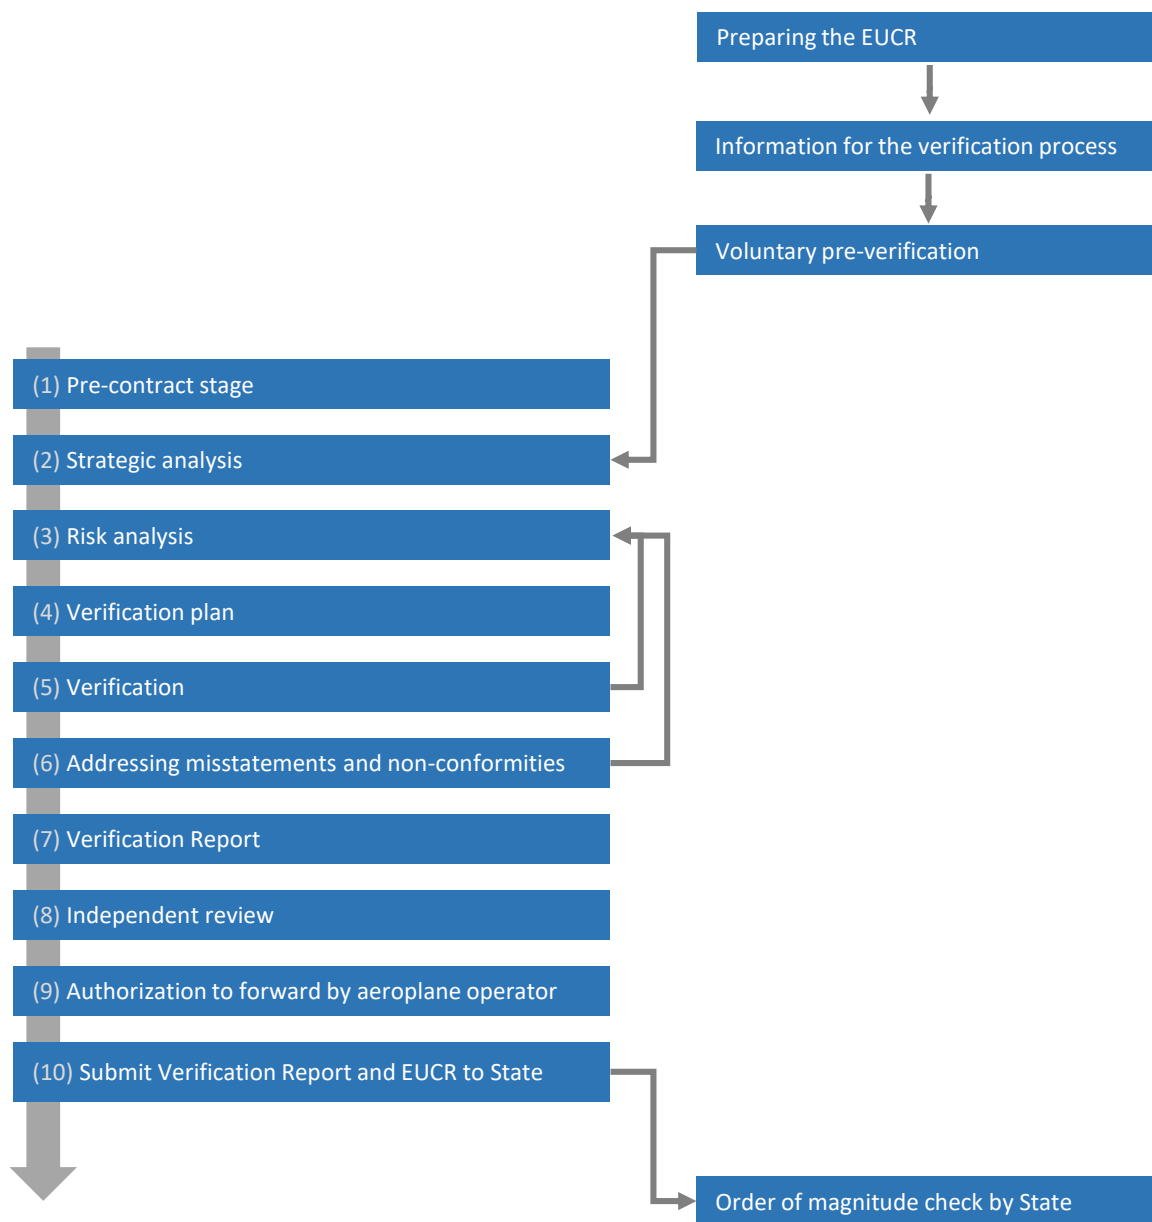 Preparing the EUCR
Information for the verification process
Voluntary pre-verification
(1) Pre-contract stage
(2) Strategic analysis
(3) Risk analysis
(4) Verification plan
(5) Verification
(6) Addressing misstatements and non-conformities
(7) Verification Report
(8) Independent review
(9) Authorization to forward by aeroplane operator
(10) Submit Verification Report and EUCR to State
Order of magnitude check by State